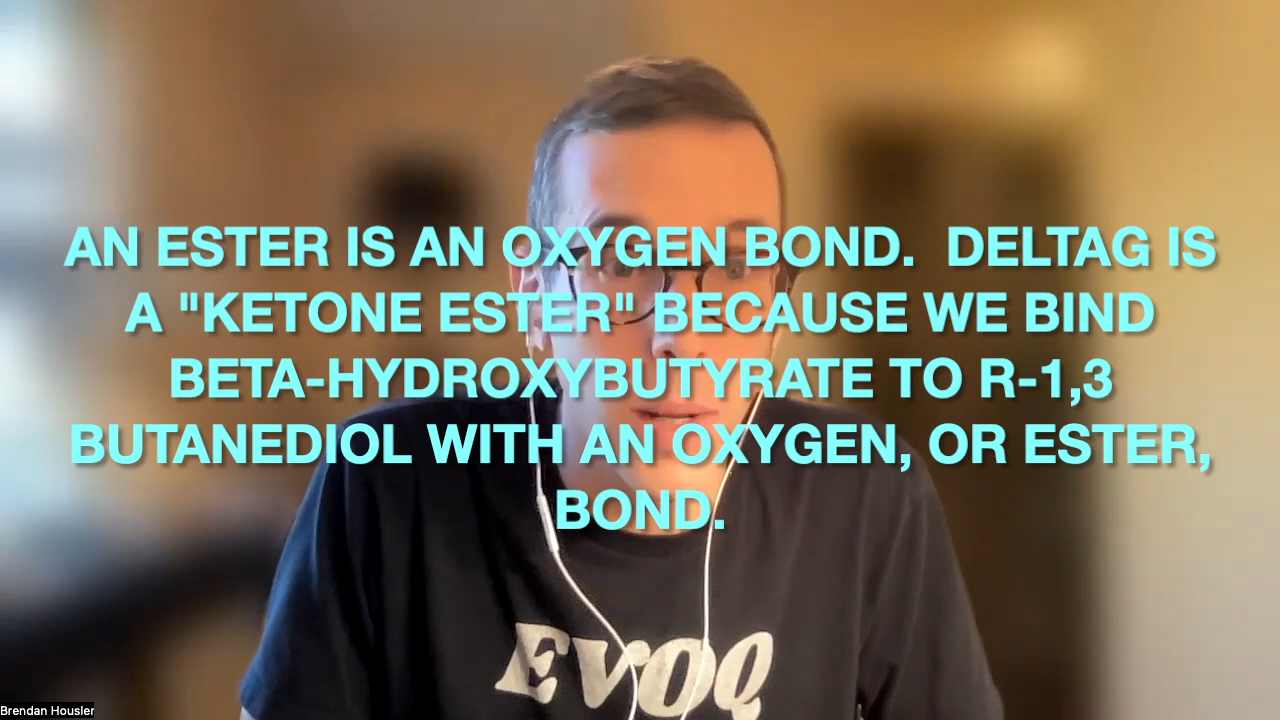 AN ESTER IS AN OXYGEN BOND.  DELTAG IS
A "KETONE ESTER" BECAUSE WE BIND
BETA-HYDROXYBUTYRATE TO R-1,3
BUTANEDIOL WITH AN OXYGEN, OR ESTER,
BOND.
EVOQ
Brendan Housler